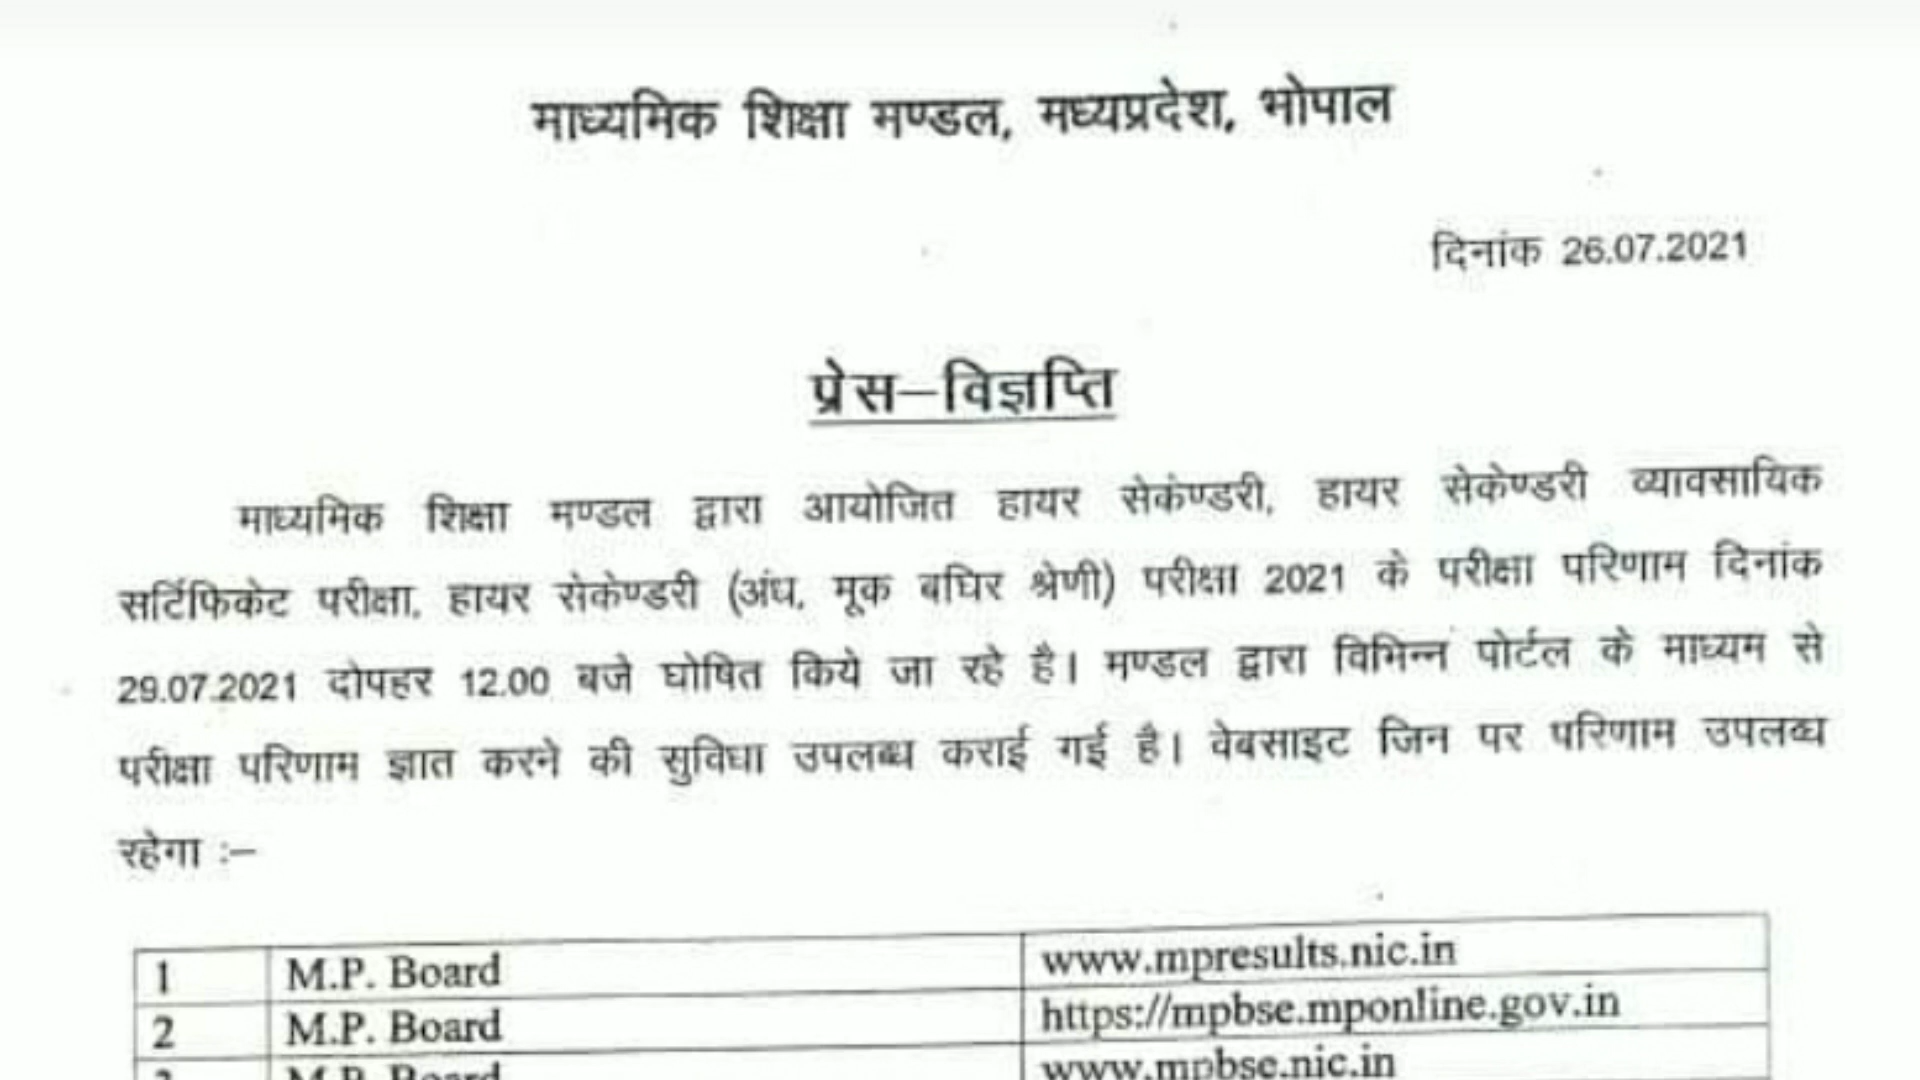 माध्यमिक शिक्षा मण्डल, मध्यप्रदेश, भोपाल
दिनांक 26.07.2021
प्रेस–विज्ञप्ति
माध्यमिक शिक्षा मण्डल द्वारा आयोजित हायर सेकेण्डरी, हायर सेकेण्डरी व्यावसायिक
सर्टिफिकेट परीक्षा, हायर सेकेण्डरी (अंध, मूक बधिर श्रेणी) परीक्षा 2021 के परीक्षा परिणाम दिनांक
29.07.2021 दोपहर 12.00 बजे घोषित किये जा रहे है। मण्डल द्वारा विभिन्न पोर्टल के माध्यम से
परीक्षा परिणाम ज्ञात करने की सुविधा उपलब्ध कराई गई है। वेबसाइट जिन पर परिणाम उपलब्ध
रहेगा :–
1 M.P. Board www.mpresults.nic.in
2 M.P. Board https://mpbse.mponline.gov.in
3 M.P. Board www.mpbse.nic.in